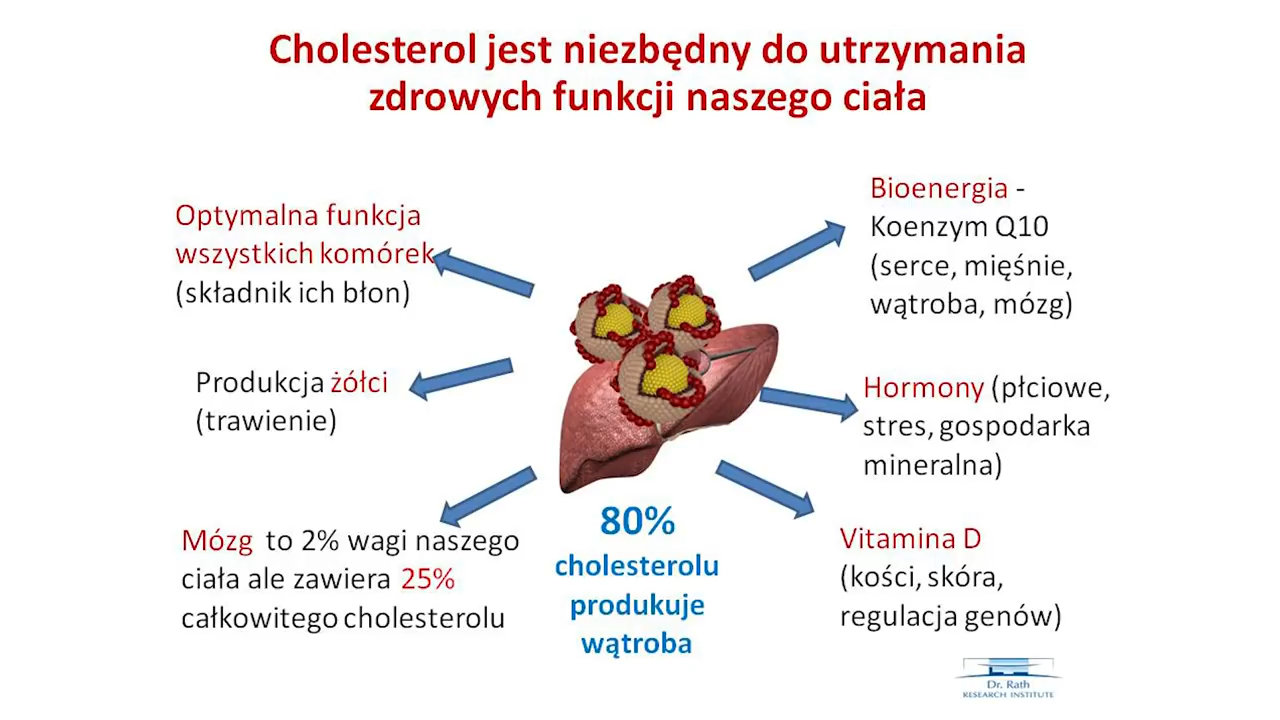 Cholesterol jest niezbędny do utrzymania
zdrowych funkcji naszego ciała
Optymalna funkcja
wszystkich komórek
(składnik ich błon)
Produkcja żółci
(trawienie)
Mózg to 2% wagi naszego
ciała ale zawiera 25%
całkowitego cholesterolu
80%
cholesterolu
produkuje
wątroba
Bioenergia -
Koenzym Q10
(serce, mięśnie,
wątroba, mózg)
Hormony (płciowe,
stres, gospodarka
mineralna)
Vitamina D
(kości, skóra,
regulacja genów)
Dr. Rath
RESEARCH INSTITUTE